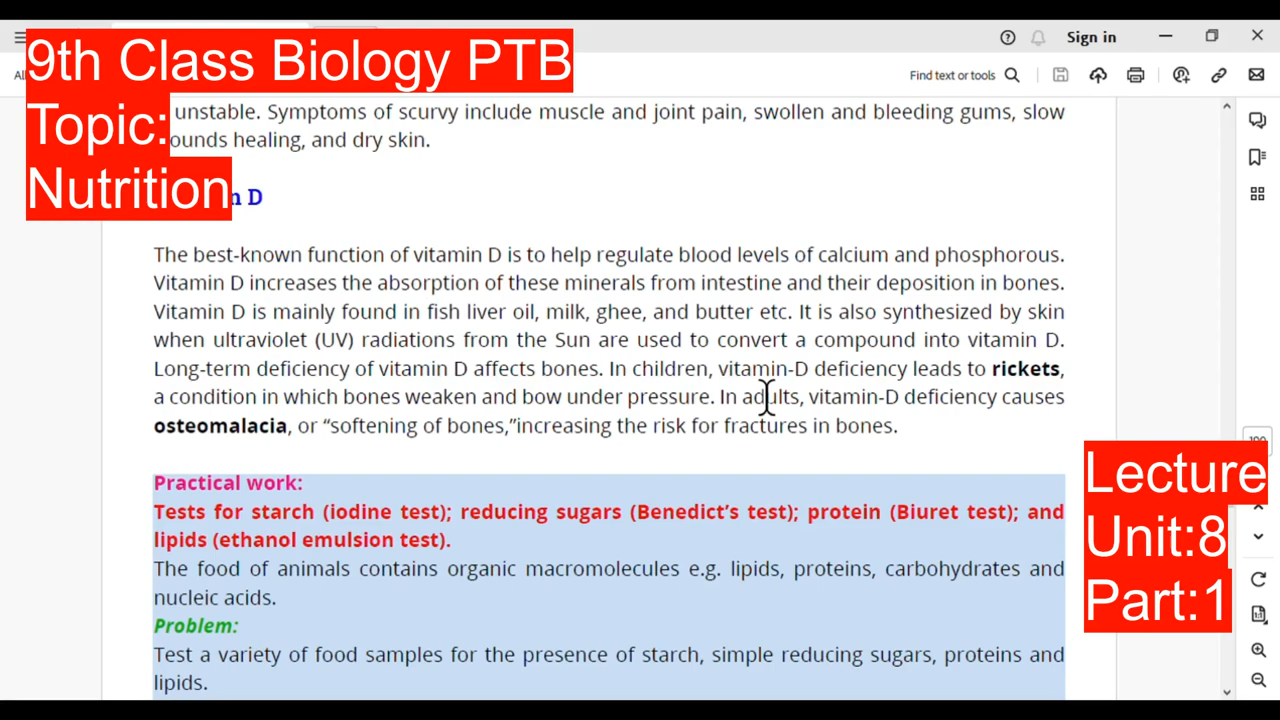 9th Class Biology PTB
Topic:
Nutrition
Sign in
Find text or tools
unstable. Symptoms of scurvy include muscle and joint pain, swollen and bleeding gums, slow
ounds healing, and dry skin.
n D
The best-known function of vitamin D is to help regulate blood levels of calcium and phosphorous.
Vitamin D increases the absorption of these minerals from intestine and their deposition in bones.
Vitamin D is mainly found in fish liver oil, milk, ghee, and butter etc. It is also synthesized by skin
when ultraviolet (UV) radiations from the Sun are used to convert a compound into vitamin D.
Long-term deficiency of vitamin D affects bones. In children, vitamin-D deficiency leads to rickets,
a condition in which bones weaken and bow under pressure. In adults, vitamin-D deficiency causes
osteomalacia, or “softening of bones,”increasing the risk for fractures in bones.
Practical work:
Tests for starch (iodine test); reducing sugars (Benedict’s test); protein (Biuret test); and
lipids (ethanol emulsion test).
The food of animals contains organic macromolecules e.g. lipids, proteins, carbohydrates and
nucleic acids.
Problem:
Test a variety of food samples for the presence of starch, simple reducing sugars, proteins and
lipids.
Lecture
Unit:8
Part:1